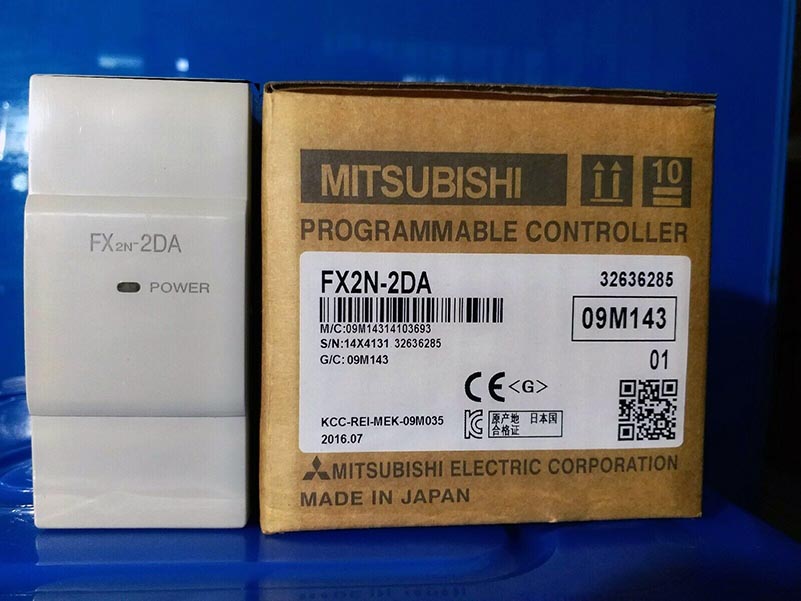 FX2N-2DA
POWER
MITSUBISHI
10
PROGRAMMABLE CONTROLLER
FX2N-2DA
32636285
M/C:09M14314103693
S/N:14X4131 32636285
G/C:09M143
09M143
01
CE <G>
KCC-REI-MEK-09M035
2016.07
原产地 日本国
合格证
MITSUBISHI ELECTRIC CORPORATION
MADE IN JAPAN